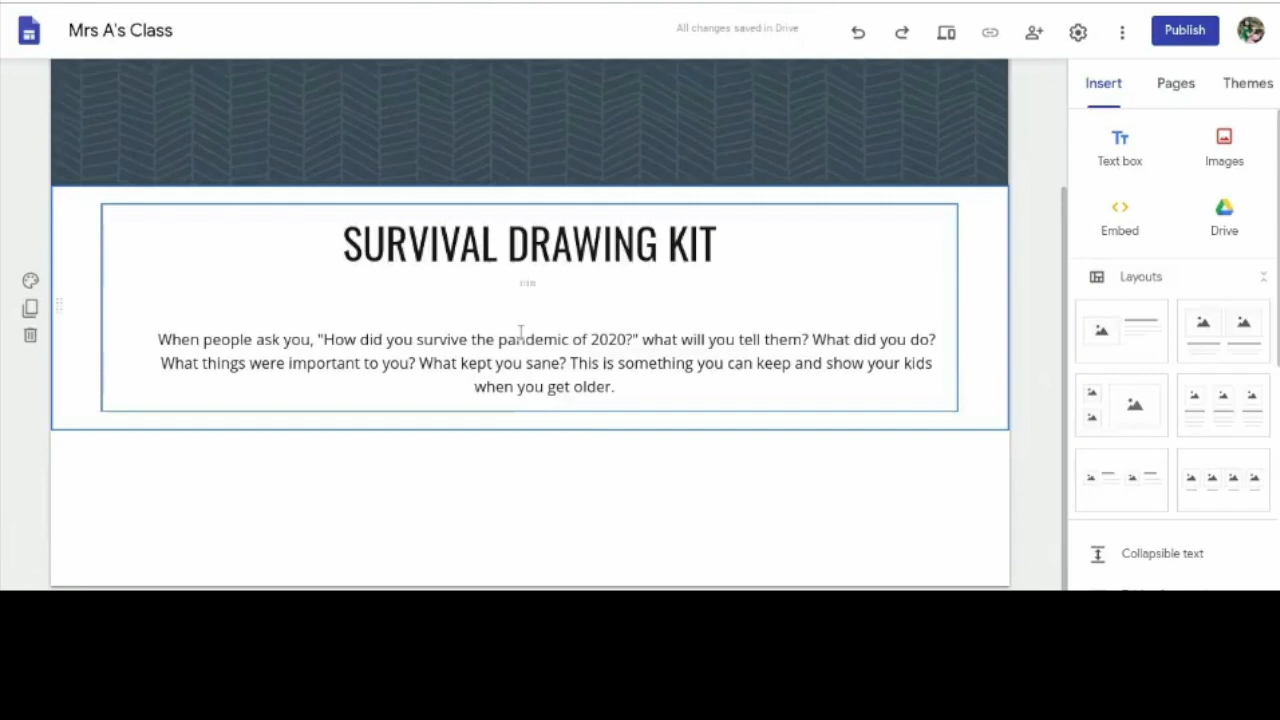 Mrs A's Class
All changes saved in Drive
Publish
Insert Pages Themes
Text box Images
Embed Drive
Layouts
Collapsible text
SURVIVAL DRAWING KIT
When people ask you, "How did you survive the pandemic of 2020?" what will you tell them? What did you do?
What things were important to you? What kept you sane? This is something you can keep and show your kids
when you get older.